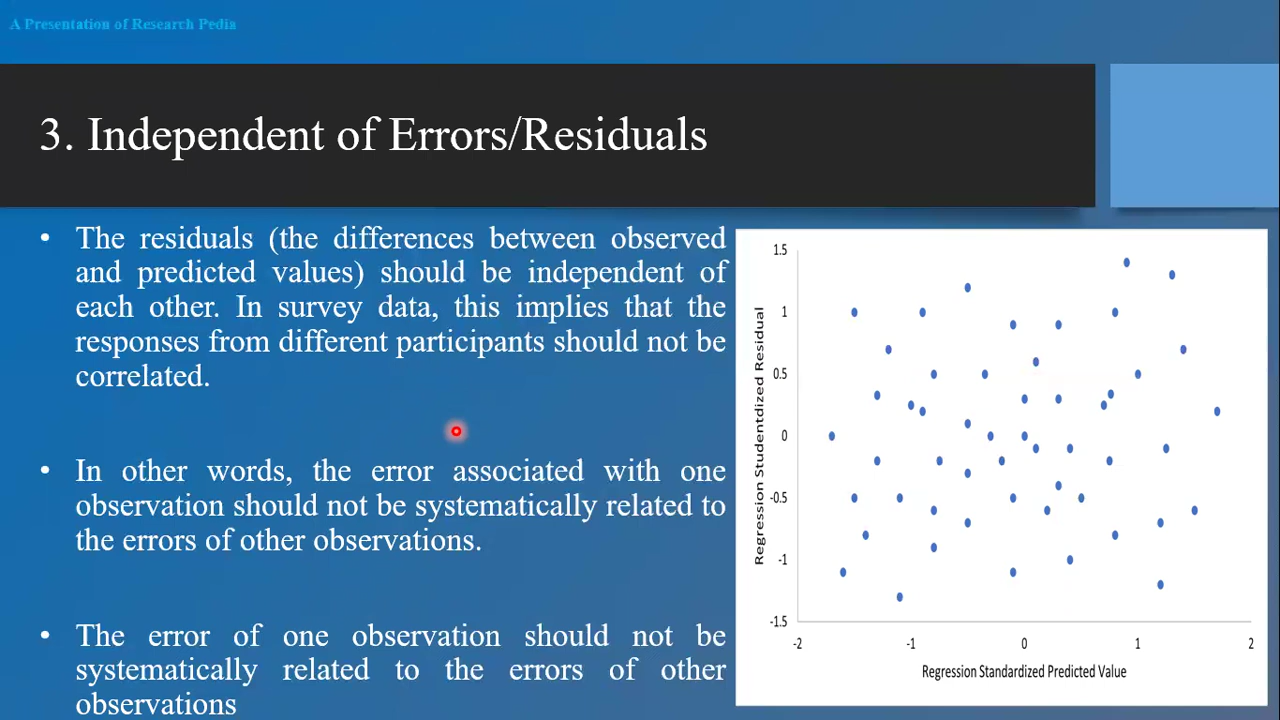 A Presentation of Research Pedia
3. Independent of Errors/Residuals
• The residuals (the differences between observed
and predicted values) should be independent of
each other. In survey data, this implies that the
responses from different participants should not be
correlated.
• In other words, the error associated with one
observation should not be systematically related to
the errors of other observations.
• The error of one observation should not be
systematically related to the errors of other
observations
Regression Studentdized Residual
1.5
1
0.5
0
-0.5
-1
-1.5
-2 -1 0 1 2
Regression Standardized Predicted Value